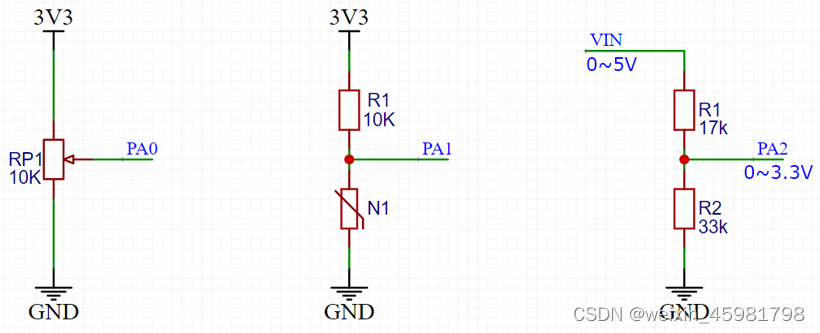 3V3
RP1
10K
PA0
GND
3V3
R1
10K
PA1
N1
GND
VIN
0~5V
R1
17k
PA2
0~3.3V
R2
33k
GND
CSDN @weixin_45981798